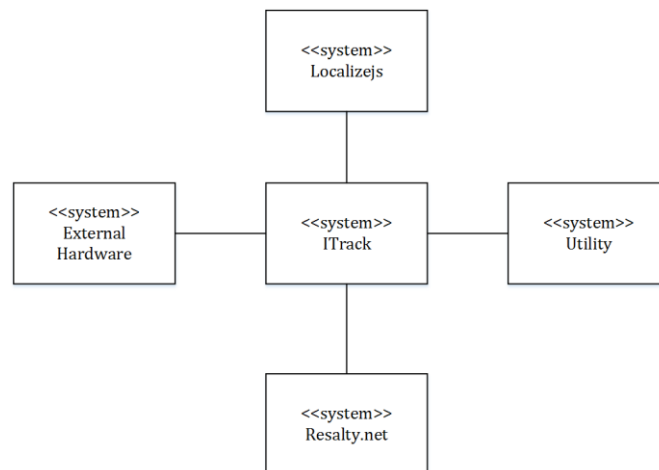 <<system>>
Localizejs
<<system>>
External
Hardware
<<system>>
ITrack
<<system>>
Utility
<<system>>
Resalty.net